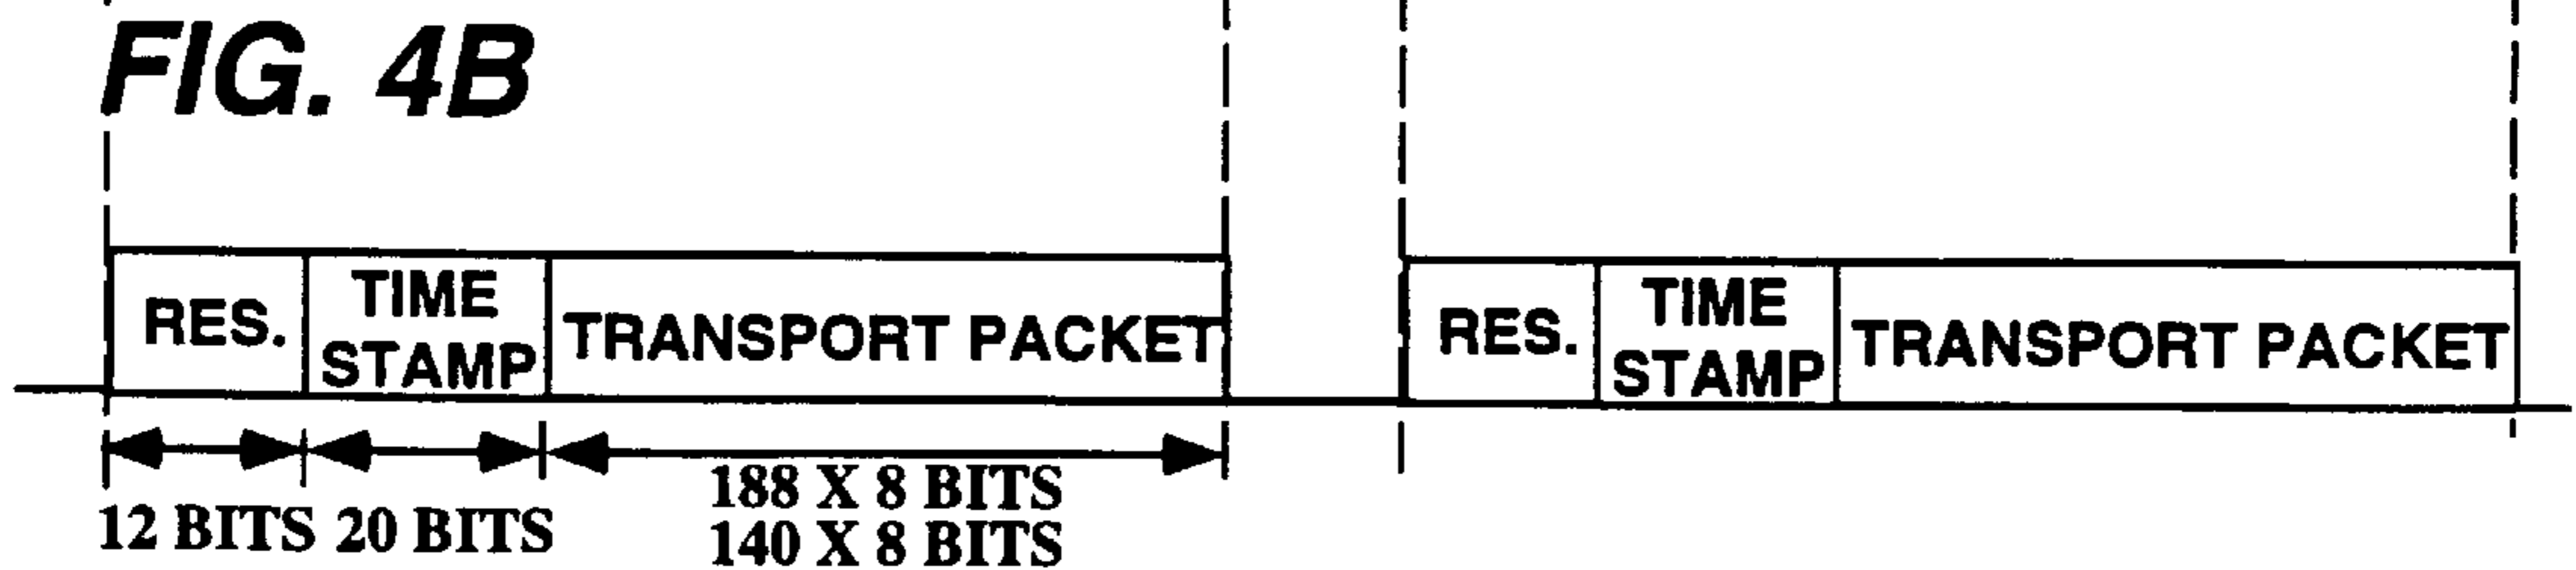 FIG. 4B
RES.
TIME
STAMP
TRANSPORT PACKET
RES.
TIME
STAMP
TRANSPORT PACKET
12 BITS
20 BITS
188 X 8 BITS
140 X 8 BITS